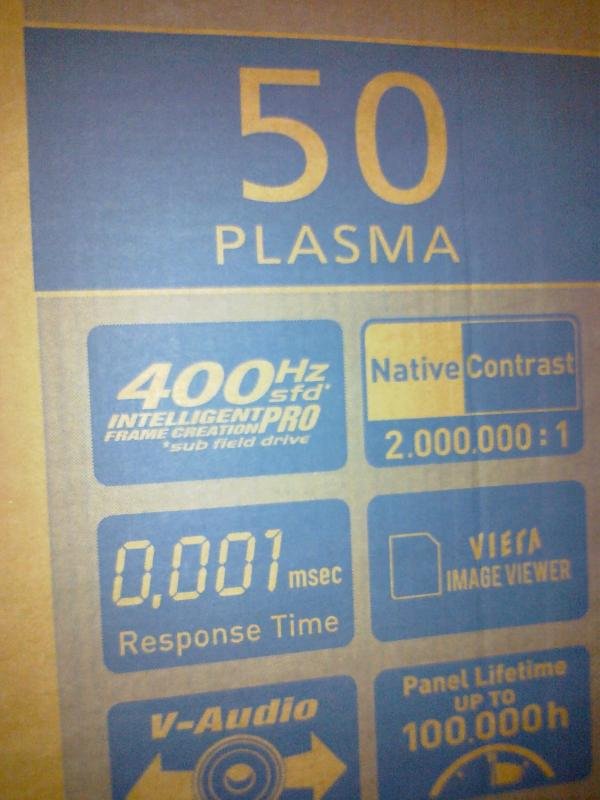 50
PLASMA
400Hz
sfd*
INTELLIGENT
FRAME CREATION PRO
*sub field drive
Native Contrast
2.000.000:1
0,001 msec
Response Time
VIErA
IMAGE VIEWER
V-Audio
Panel Lifetime
UP TO
100.000h